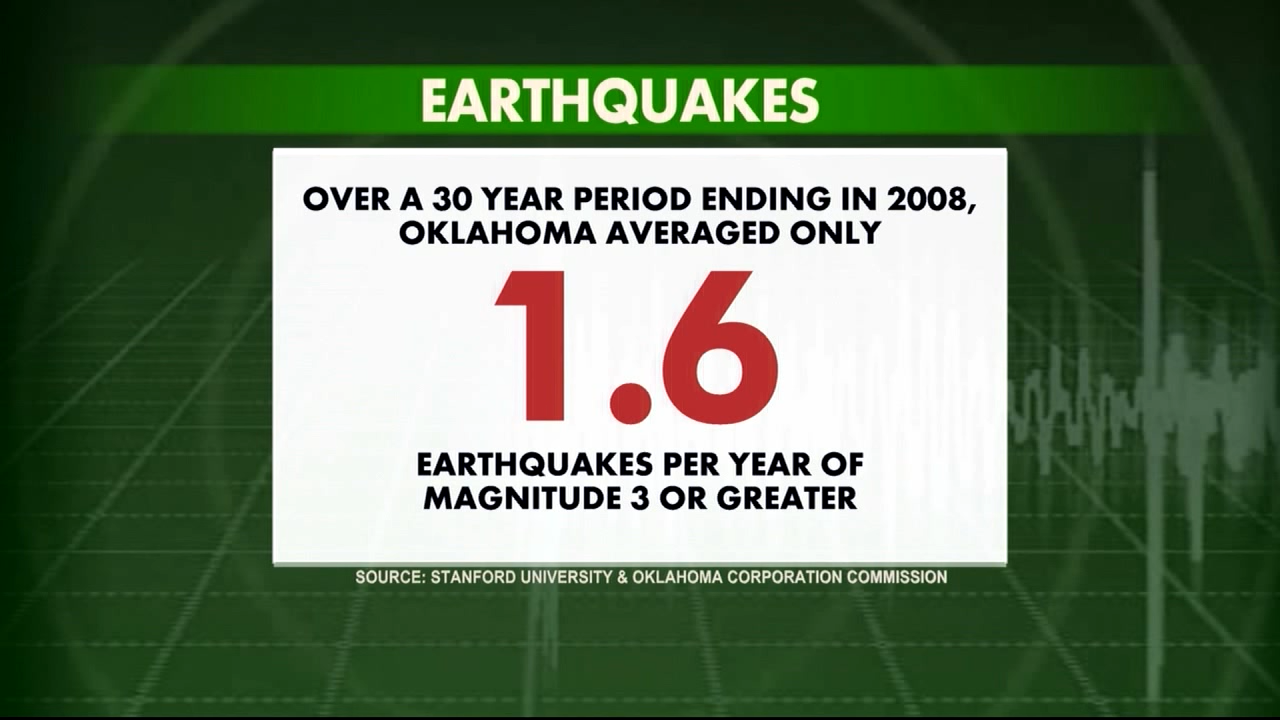 EARTHQUAKES
OVER A 30 YEAR PERIOD ENDING IN 2008,
OKLAHOMA AVERAGED ONLY
1.6
EARTHQUAKES PER YEAR OF
MAGNITUDE 3 OR GREATER
SOURCE: STANFORD UNIVERSITY & OKLAHOMA CORPORATION COMMISSION